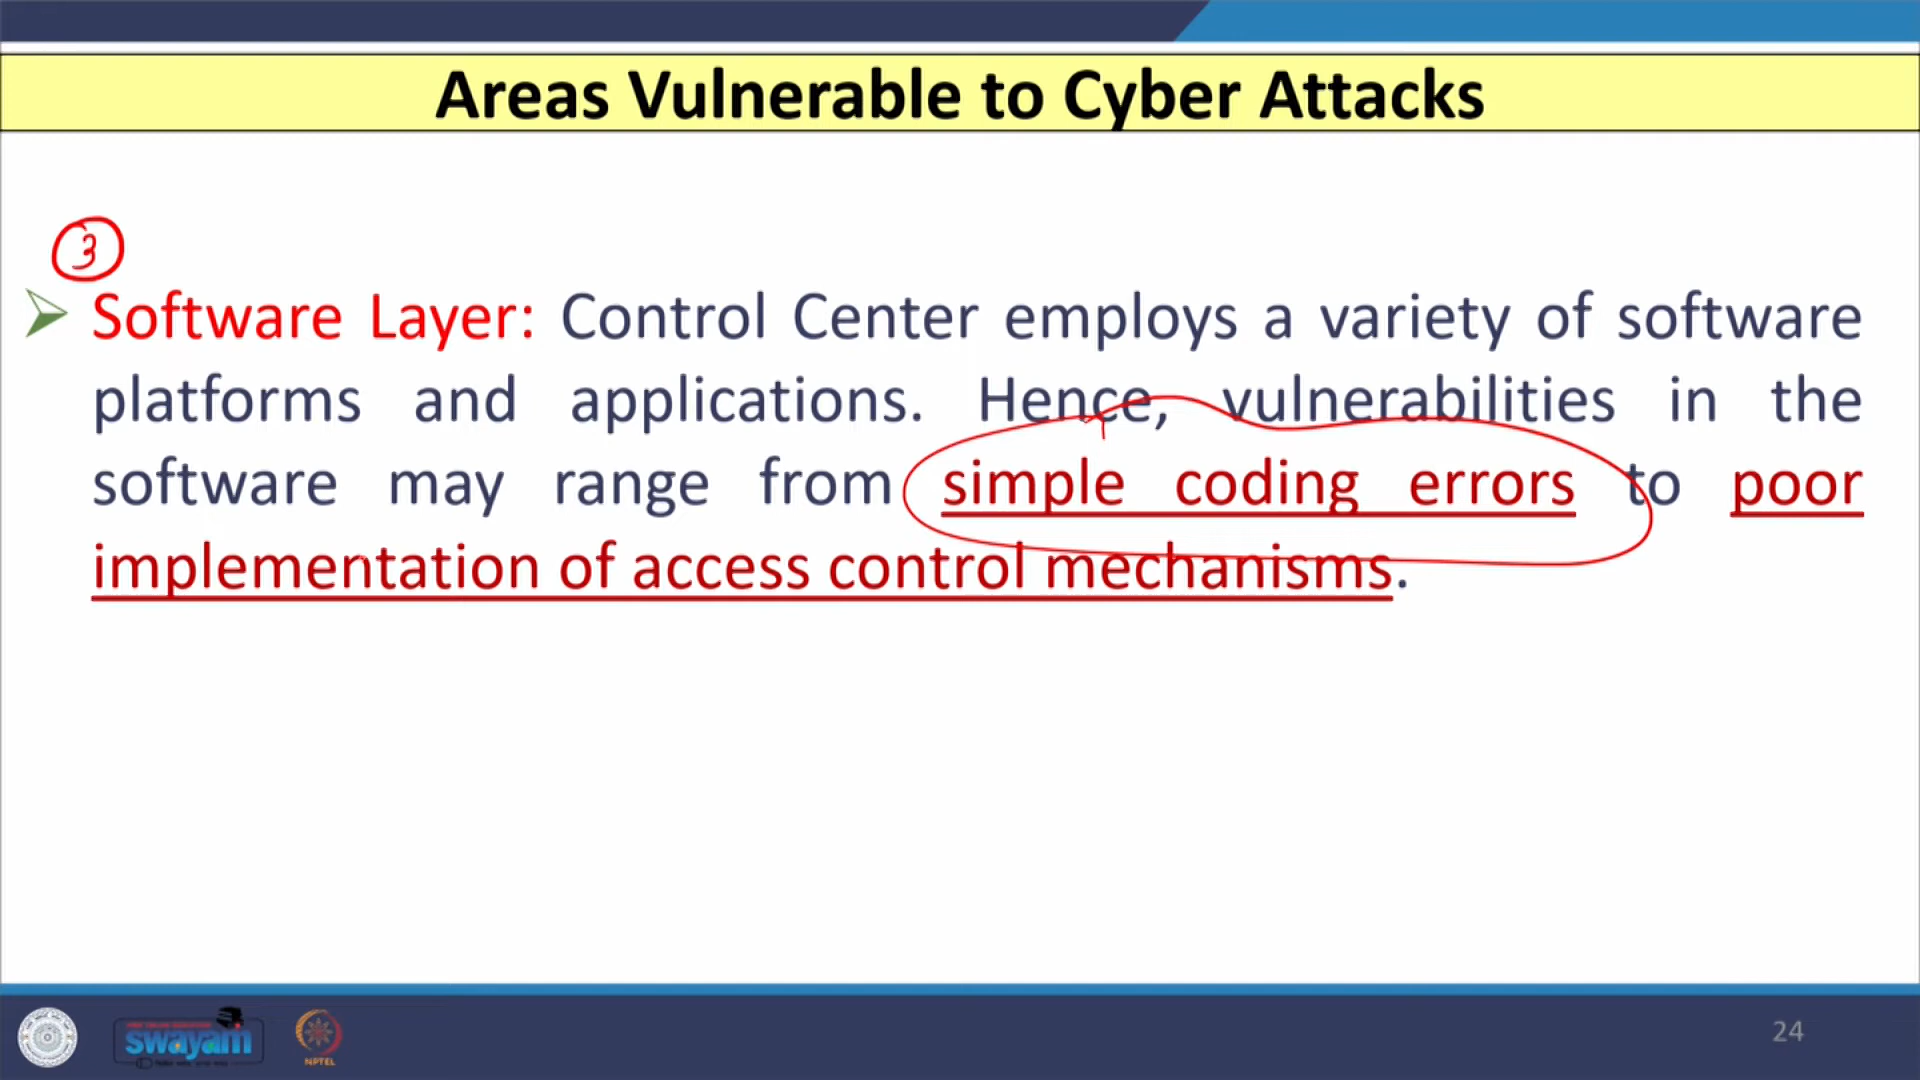 Areas Vulnerable to Cyber Attacks
3
Software Layer: Control Center employs a variety of software
platforms and applications. Hence, vulnerabilities in the
software may range from simple coding errors to poor
implementation of access control mechanisms.
swayam
NPTEL
24